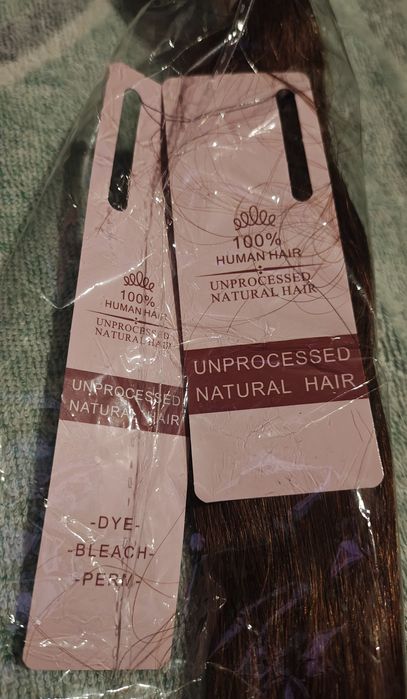 100%
HUMAN HAIR
UNPROCESSED
NATURAL HAIR
UNPROCESSED
NATURAL HAIR
-DYE-
-BLEACH-
-PERM-
100%
HUMAN HAIR
UNPROCESSED
NATURAL HAIR
UNPROCESSED
NATURAL HAIR